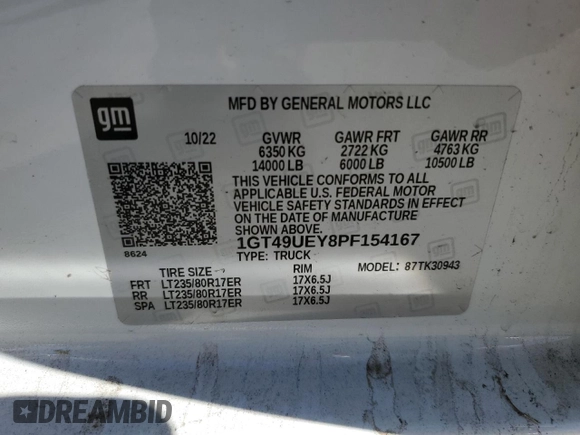 gm
MFD BY GENERAL MOTORS LLC
10/22 GVWR GAWR FRT GAWR RR
6350 KG 2722 KG 4763 KG
14000 LB 6000 LB 10500 LB
THIS VEHICLE CONFORMS TO ALL
APPLICABLE U.S. FEDERAL MOTOR
VEHICLE SAFETY STANDARDS IN EFFECT
ON THE DATE OF MANUFACTURE
SHOWN ABOVE.
8624
1GT49UEY8PF154167
TYPE: TRUCK
TIRE SIZE RIM MODEL: 87TK30943
FRT LT235/80R17ER 17X6.5J
RR LT235/80R17ER 17X6.5J
SPA LT235/80R17ER 17X6.5J
DREAMBID